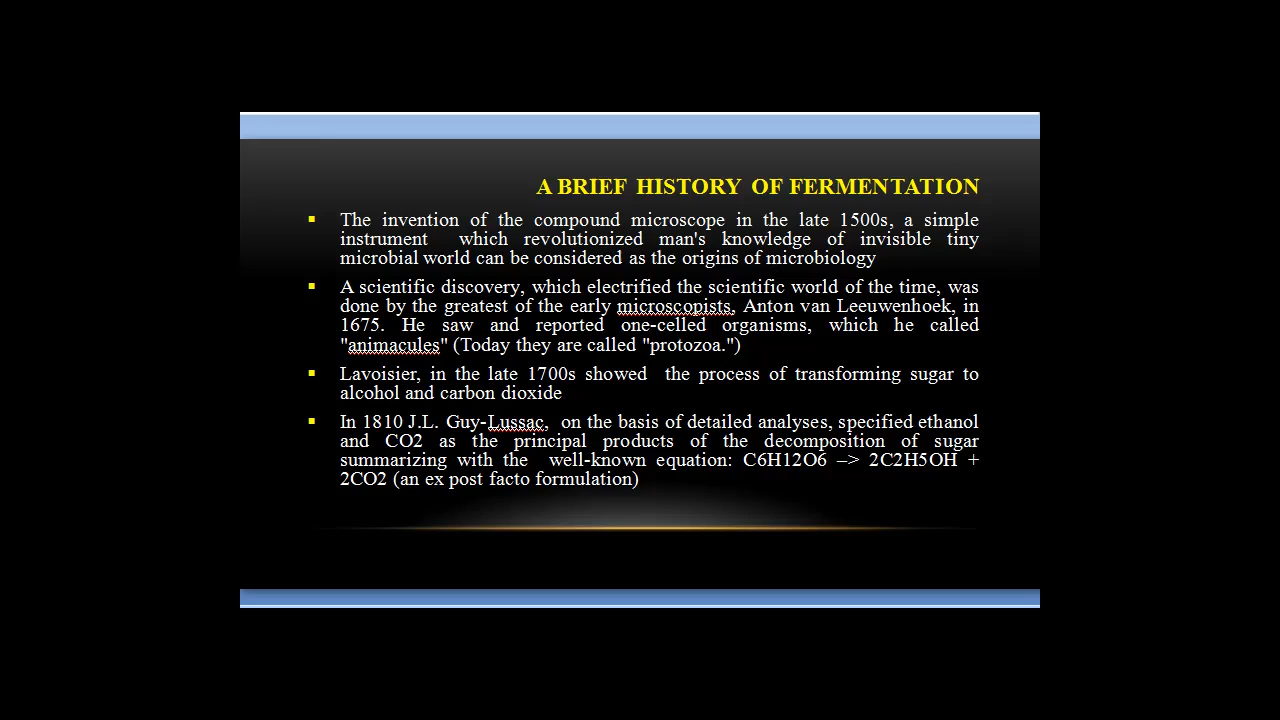 A BRIEF HISTORY OF FERMENTATION
▪ The invention of the compound microscope in the late 1500s, a simple
instrument which revolutionized man's knowledge of invisible tiny
microbial world can be considered as the origins of microbiology
▪ A scientific discovery, which electrified the scientific world of the time, was
done by the greatest of the early microscopists, Anton van Leeuwenhoek, in
1675. He saw and reported one-celled organisms, which he called
"animacules" (Today they are called "protozoa.")
▪ Lavoisier, in the late 1700s showed the process of transforming sugar to
alcohol and carbon dioxide
▪ In 1810 J.L. Guy-Lussac, on the basis of detailed analyses, specified ethanol
and CO2 as the principal products of the decomposition of sugar
summarizing with the well-known equation: C6H12O6 –> 2C2H5OH +
2CO2 (an ex post facto formulation)